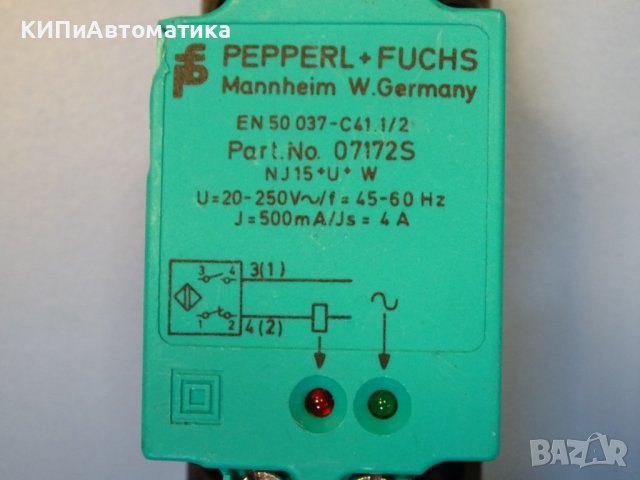 КИПиАвтоматика
PEPPERL + FUCHS
Mannheim W.Germany
EN 50 037-C41.1/2
Part.No. 07172S
NJ15+U+ W
U=20-250V~/f = 45-60 Hz
J=500mA/Js = 4 A
3 4 3(1)
1 2 4(2)
BAZAR